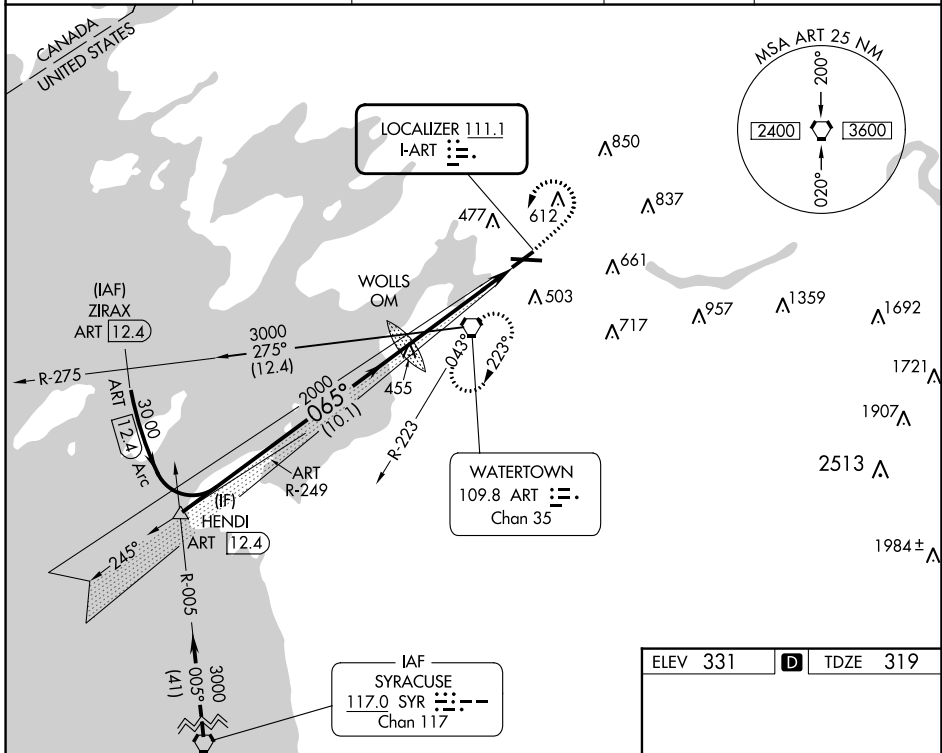 CANADA
UNITED STATES
MSA ART 25 NM
200°
2400
3600
020°
LOCALIZER 111.1
I-ART
850
837
477
612
661
503
957
1359
1692
717
1721
1907
2513
1984 ±
WOLLS
OM
455
(IAF)
ZIRAX
ART 12.4
3000
275°
(12.4)
R-275
2000
065°
(10.1)
043°
223°
R-223
ART 12.4 Arc
3000
ART
R-249
(IF)
HENDI
ART 12.4
245°
WATERTOWN
109.8 ART
Chan 35
R-005
3000
005°
(41)
IAF
SYRACUSE
117.0 SYR
Chan 117
ELEV 331 D TDZE 319